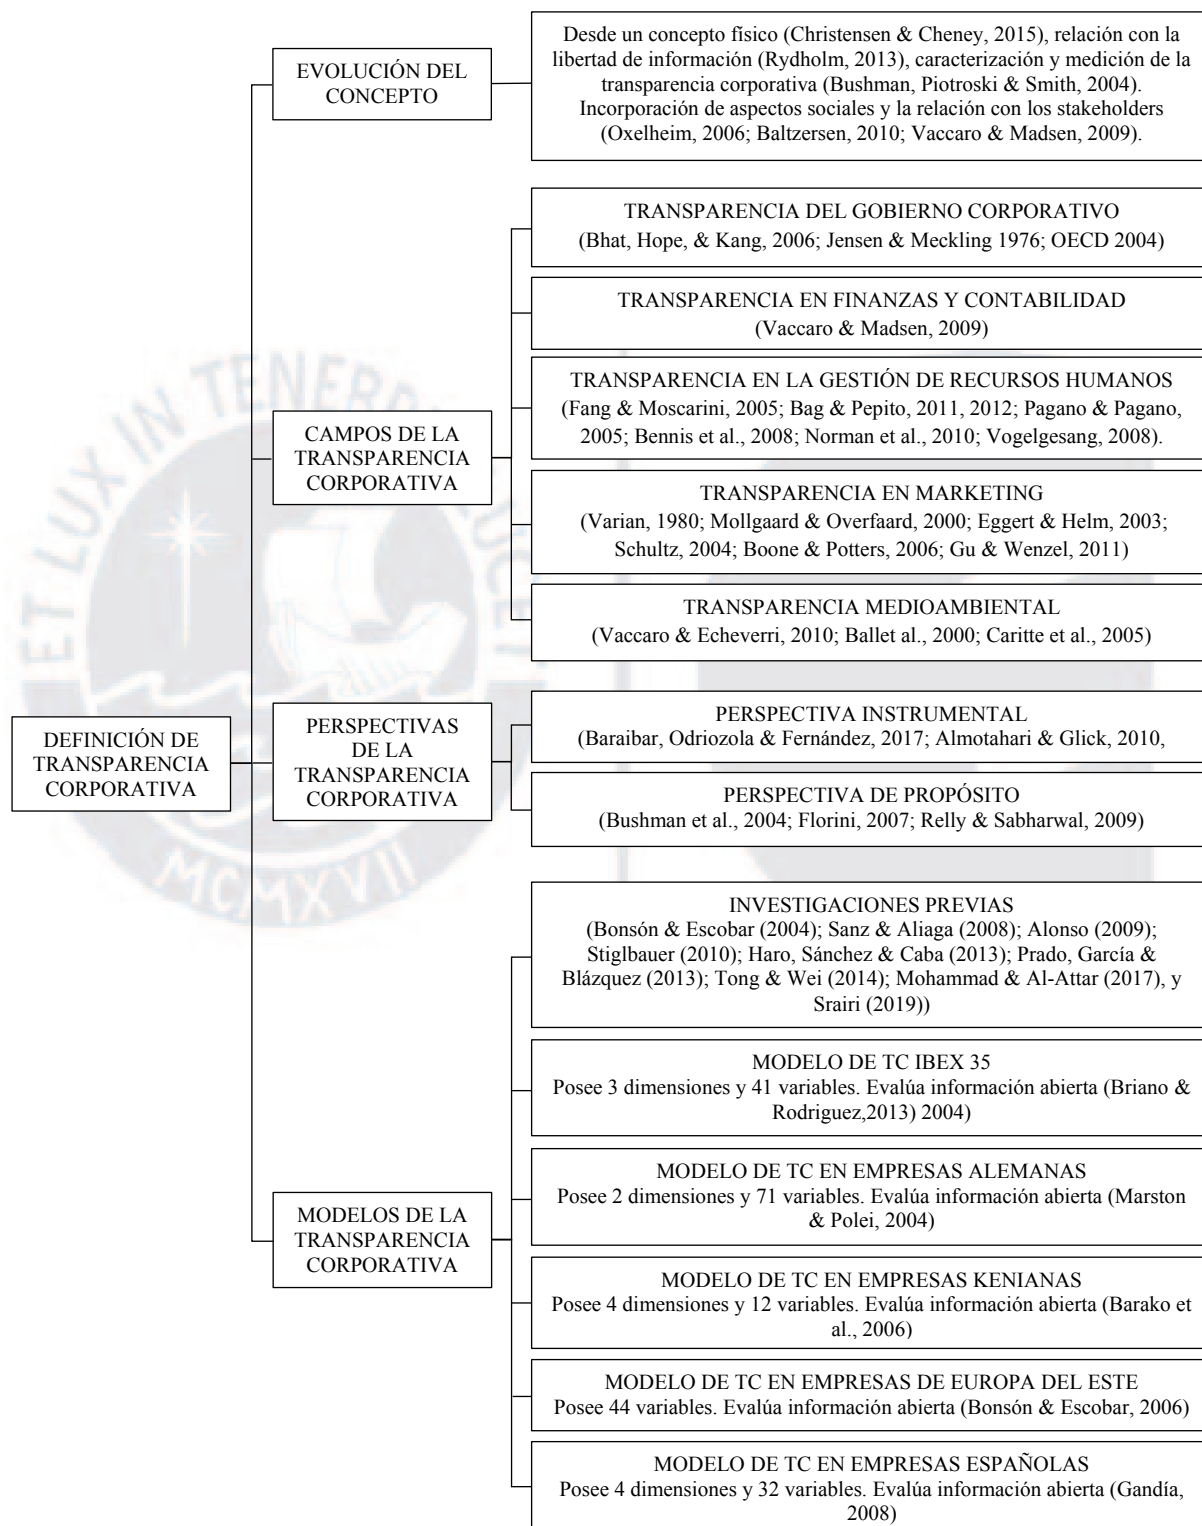 Desde un concepto físico (Christensen & Cheney, 2015), relación con la
libertad de información (Rydholm, 2013), caracterización y medición de la
transparencia corporativa (Bushman, Piotroski & Smith, 2004).
Incorporación de aspectos sociales y la relación con los stakeholders
(Oxelheim, 2006; Baltzersen, 2010; Vaccaro & Madsen, 2009).
EVOLUCIÓN DEL
CONCEPTO
TRANSPARENCIA DEL GOBIERNO CORPORATIVO
(Bhat, Hope, & Kang, 2006; Jensen & Meckling 1976; OECD 2004)
TRANSPARENCIA EN FINANZAS Y CONTABILIDAD
(Vaccaro & Madsen, 2009)
TRANSPARENCIA EN LA GESTIÓN DE RECURSOS HUMANOS
(Fang & Moscarini, 2005; Bag & Pepito, 2011, 2012; Pagano & Pagano,
2005; Bennis et al., 2008; Norman et al., 2010; Vogelgesang, 2008).
CAMPOS DE LA
TRANSPARENCIA
CORPORATIVA
TRANSPARENCIA EN MARKETING
(Varian, 1980; Mollgaard & Overfaard, 2000; Eggert & Helm, 2003;
Schultz, 2004; Boone & Potters, 2006; Gu & Wenzel, 2011)
TRANSPARENCIA MEDIOAMBIENTAL
(Vaccaro & Echeverri, 2010; Ballet al., 2000; Caritte et al., 2005)
DEFINICIÓN DE
TRANSPARENCIA
CORPORATIVA
PERSPECTIVAS
DE LA
TRANSPARENCIA
CORPORATIVA
PERSPECTIVA INSTRUMENTAL
(Baraibar, Odriozola & Fernández, 2017; Almotahari & Glick, 2010,
PERSPECTIVA DE PROPÓSITO
(Bushman et al., 2004; Florini, 2007; Relly & Sabharwal, 2009)
INVESTIGACIONES PREVIAS
(Bonsón & Escobar (2004); Sanz & Aliaga (2008); Alonso (2009);
Stiglbauer (2010); Haro, Sánchez & Caba (2013); Prado, García &
Blázquez (2013); Tong & Wei (2014); Mohammad & Al-Attar (2017), y
Srairi (2019))
MODELO DE TC IBEX 35
Posee 3 dimensiones y 41 variables. Evalúa información abierta (Briano &
Rodriguez,2013) 2004)
MODELO DE TC EN EMPRESAS ALEMANAS
Posee 2 dimensiones y 71 variables. Evalúa información abierta (Marston
& Polei, 2004)
MODELOS DE LA
TRANSPARENCIA
CORPORATIVA
MODELO DE TC EN EMPRESAS KENIANAS
Posee 4 dimensiones y 12 variables. Evalúa información abierta (Barako et
al., 2006)
MODELO DE TC EN EMPRESAS DE EUROPA DEL ESTE
Posee 44 variables. Evalúa información abierta (Bonsón & Escobar, 2006)
MODELO DE TC EN EMPRESAS ESPAÑOLAS
Posee 4 dimensiones y 32 variables. Evalúa información abierta (Gandía,
2008)
ET LUX IN TENEBRIS LUCET
MCMXVII